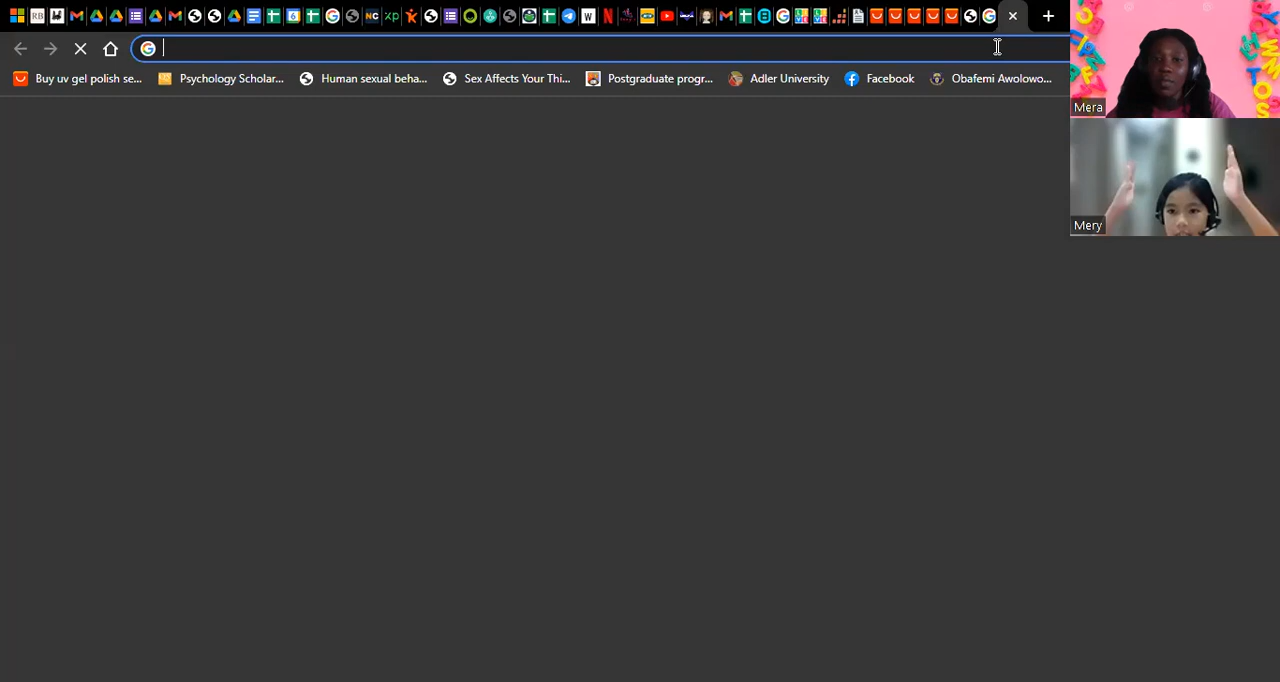 Buy uv gel polish se...
Psychology Scholar...
Human sexual beha...
Sex Affects Your Thi...
Postgraduate progr...
Adler University
Facebook
Obafemi Awolowo...
Mera
Mery